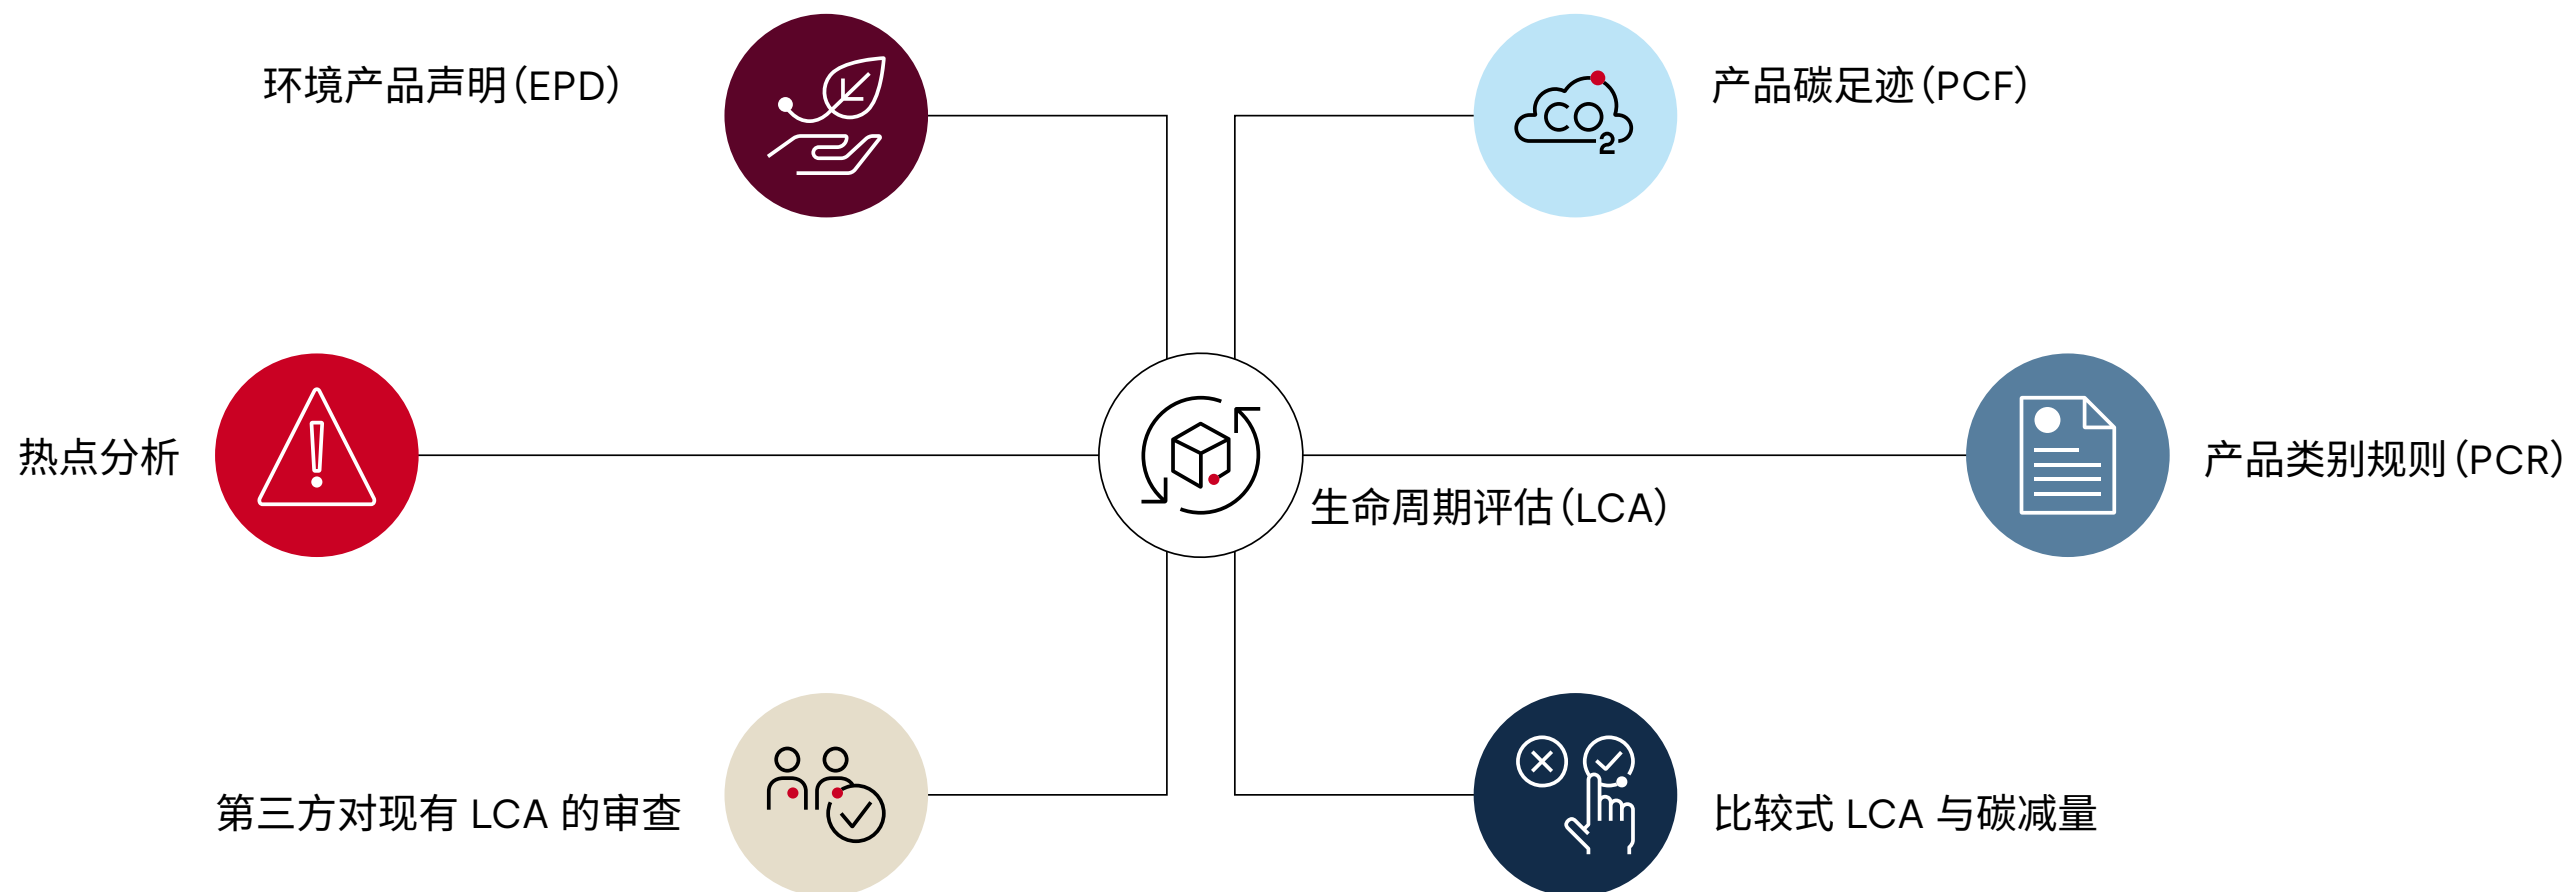 环境产品声明（EPD）
产品碳足迹（PCF）
CO2
热点分析
生命周期评估（LCA）
产品类别规则（PCR）
第三方对现有 LCA 的审查
比较式 LCA 与碳减量